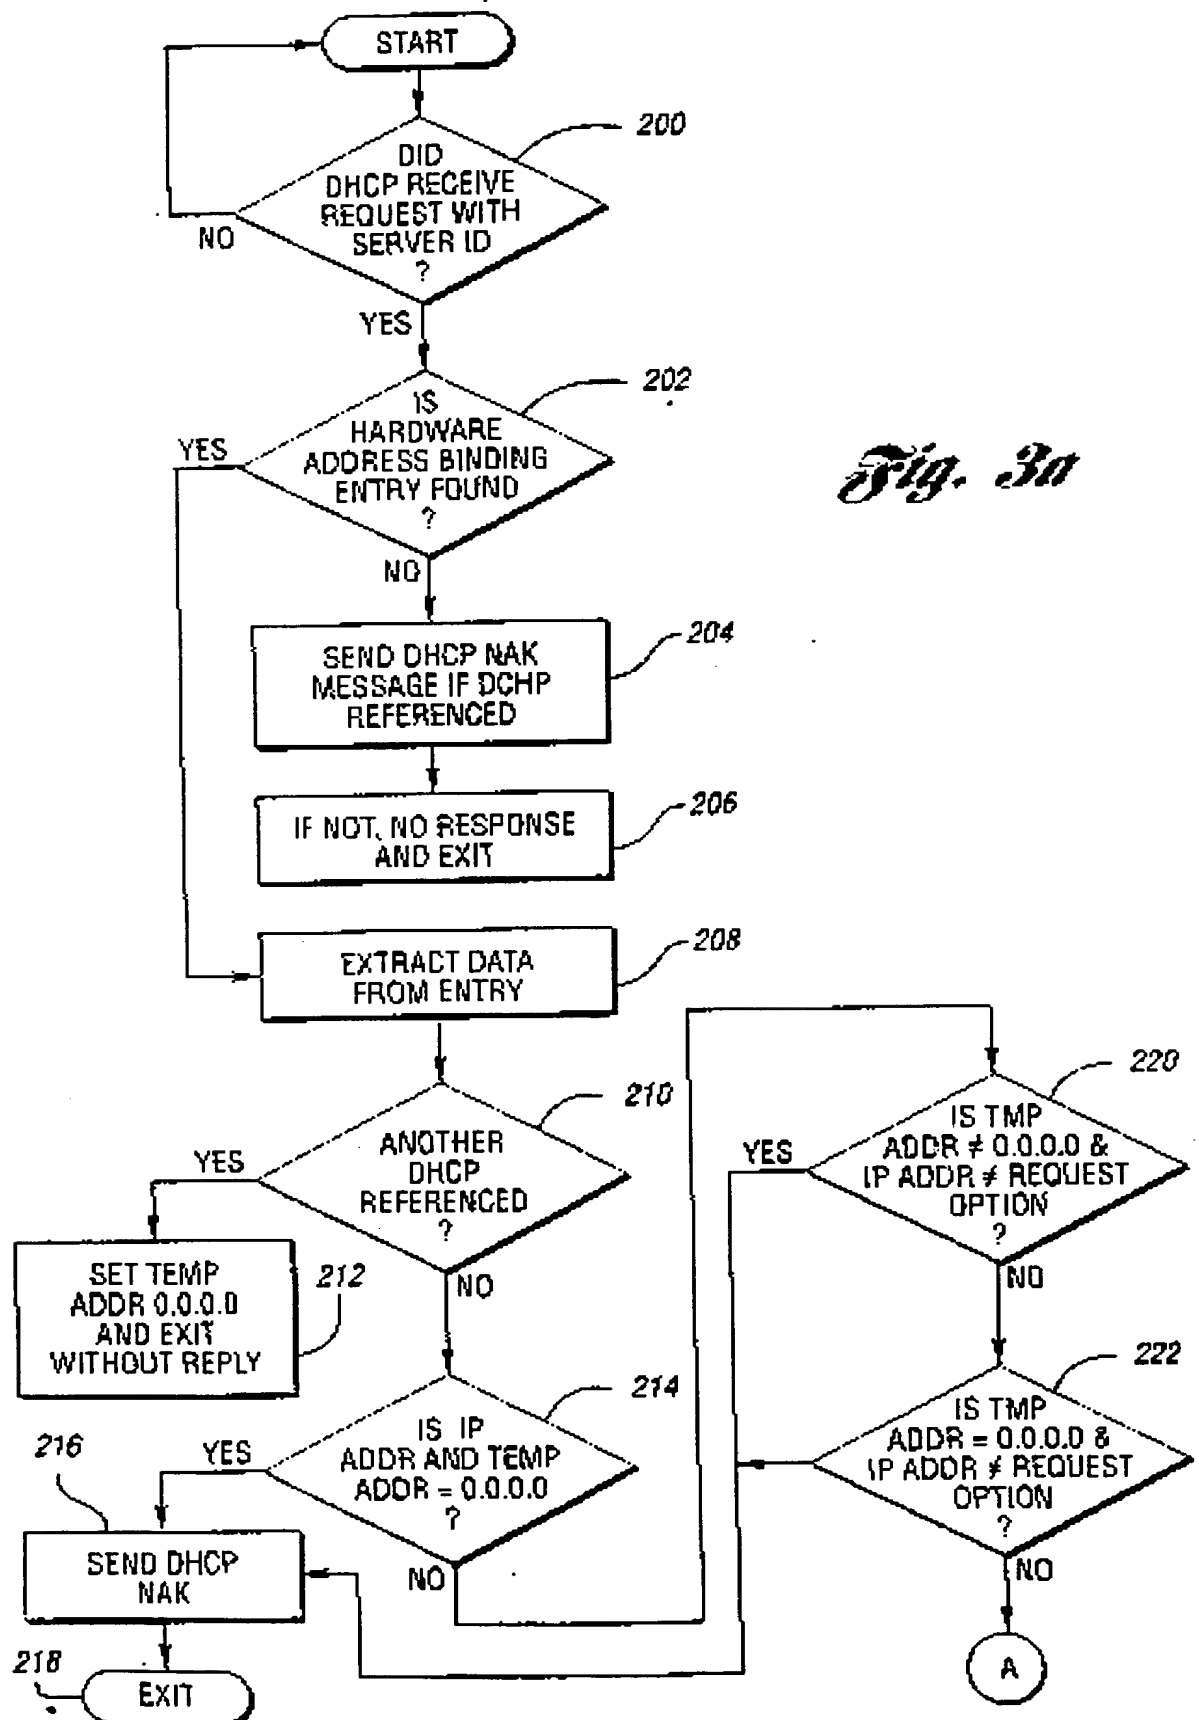 START
200
DID
DHCP RECEIVE
REQUEST WITH
SERVER ID
?
NO
YES
202
IS
HARDWARE
ADDRESS BINDING
ENTRY FOUND
?
YES
NO
Fig. 3a
204
SEND DHCP NAK
MESSAGE IF DCHP
REFERENCED
206
IF NOT, NO RESPONSE
AND EXIT
208
EXTRACT DATA
FROM ENTRY
210
ANOTHER
DHCP
REFERENCED
?
YES
NO
212
SET TEMP
ADDR 0.0.0.0
AND EXIT
WITHOUT REPLY
214
IS IP
ADDR AND TEMP
ADDR = 0.0.0.0
?
YES
NO
216
SEND DHCP
NAK
218
EXIT
220
IS TMP
ADDR ≠ 0.0.0.0 &
IP ADDR ≠ REQUEST
OPTION
?
YES
NO
222
IS TMP
ADDR = 0.0.0.0 &
IP ADDR ≠ REQUEST
OPTION
?
NO
A